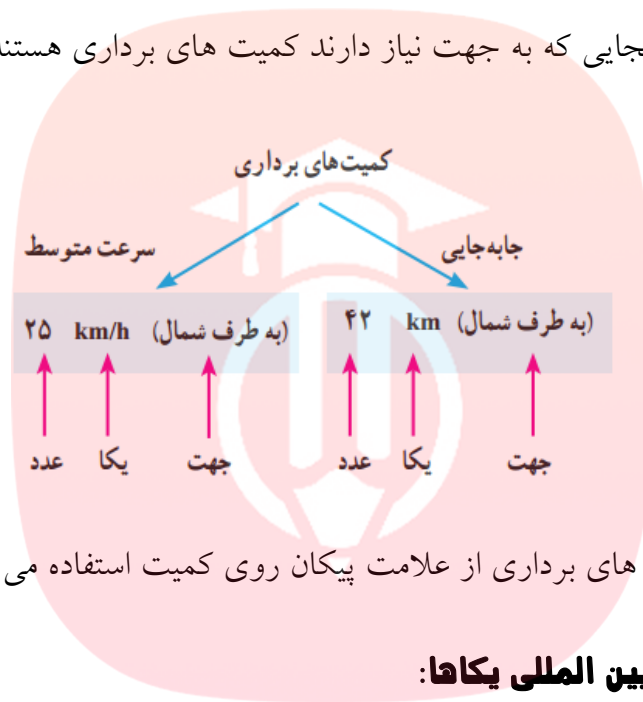 جایی که به جهت نیاز دارند کمیت های برداری هستند
کمیت‌های برداری
جابه‌جایی سرعت متوسط
(به طرف شمال) km ۴۲ (به طرف شمال) km/h ۲۵
جهت یکا عدد جهت یکا عدد
های برداری از علامت پیکان روی کمیت استفاده می
بین المللی یکاها: